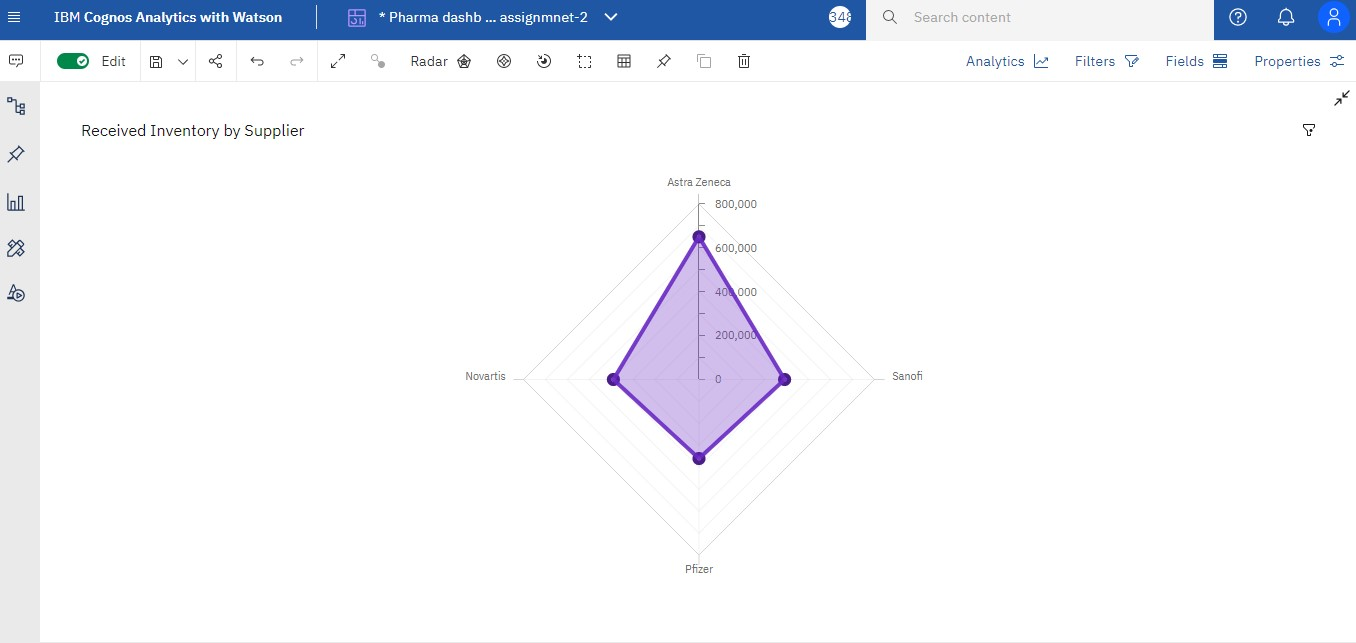 IBM Cognos Analytics with Watson
* Pharma dashb ... assignmnet-2
348
Search content
Edit
Radar
Analytics
Filters
Fields
Properties
Received Inventory by Supplier
Astra Zeneca
800,000
600,000
400,000
200,000
0
Novartis
Sanofi
Pfizer